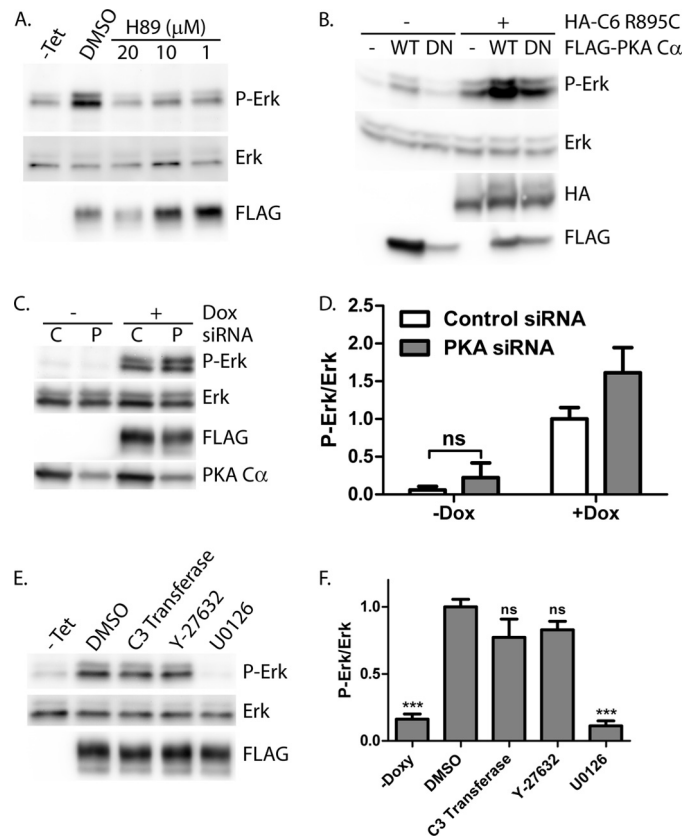 A.
-Tet DMSO H89 (μM)
20 10 1
P-Erk
Erk
FLAG
B.
- + HA-C6 R895C
- WT DN - WT DN FLAG-PKA Cα
P-Erk
Erk
HA
FLAG
C.
- + Dox
C P C P siRNA
P-Erk
Erk
FLAG
PKA Cα
D.
2.5
2.0
1.5
1.0
0.5
0.0
P-Erk/Erk
Control siRNA
PKA siRNA
ns
-Dox +Dox
E.
-Tet DMSO C3 Transferase Y-27632 U0126
P-Erk
Erk
FLAG
F.
1.0
0.5
0.0
P-Erk/Erk
*** ns ns ***
-Doxy DMSO C3 Transferase Y-27632 U0126